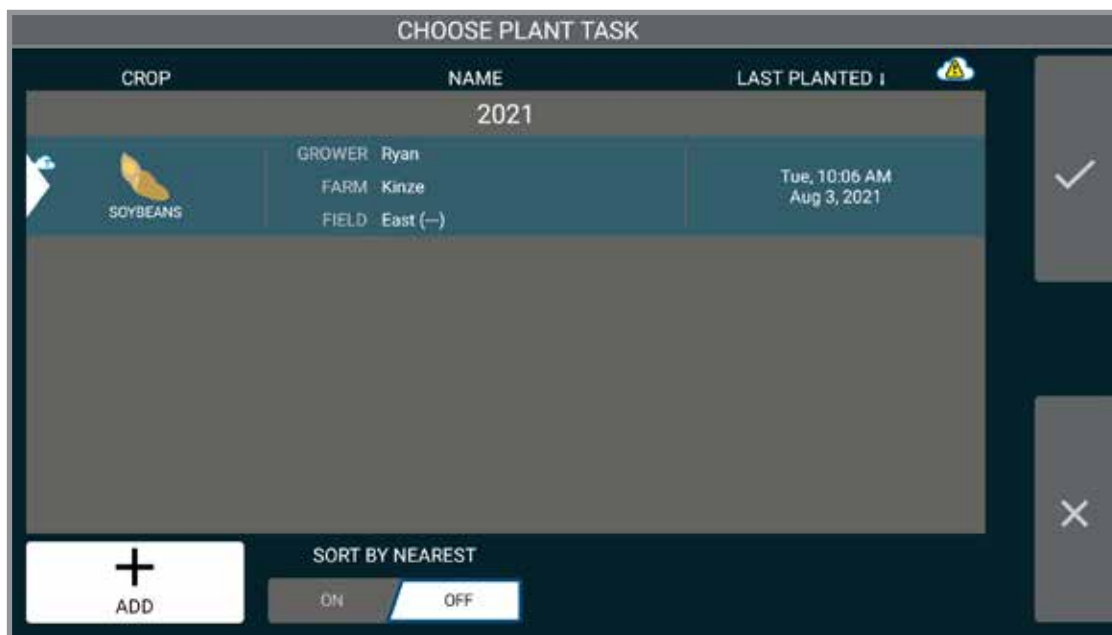 CHOOSE PLANT TASK
CROP NAME LAST PLANTED ↓
2021
SOYBEANS
GROWER Ryan
FARM Kinze
FIELD East (---)
Tue, 10:06 AM
Aug 3, 2021
ADD
SORT BY NEAREST
ON OFF